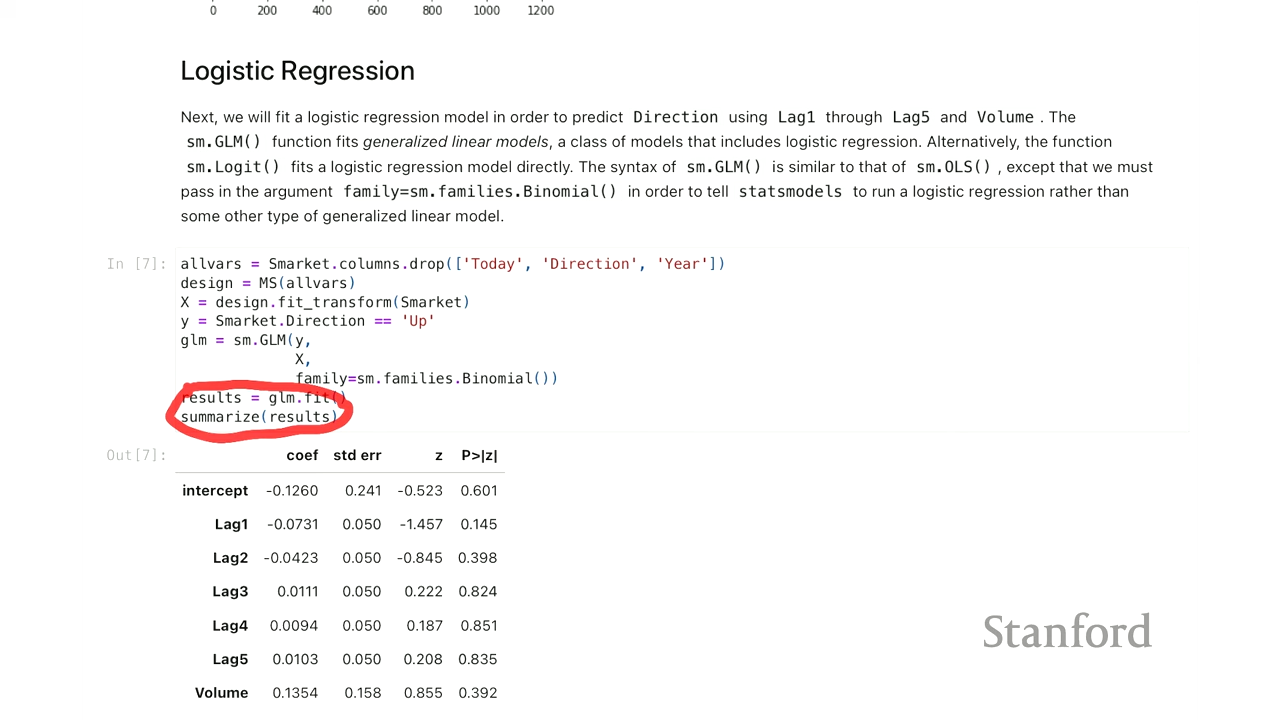 0 200 400 600 800 1000 1200
Logistic Regression
Next, we will fit a logistic regression model in order to predict Direction using Lag1 through Lag5 and Volume . The
sm.GLM() function fits generalized linear models, a class of models that includes logistic regression. Alternatively, the function
sm.Logit() fits a logistic regression model directly. The syntax of sm.GLM() is similar to that of sm.OLS() , except that we must
pass in the argument family=sm.families.Binomial() in order to tell statsmodels to run a logistic regression rather than
some other type of generalized linear model.
In [7]: allvars = Smarket.columns.drop(['Today', 'Direction', 'Year'])
design = MS(allvars)
X = design.fit_transform(Smarket)
y = Smarket.Direction == 'Up'
glm = sm.GLM(y,
X,
family=sm.families.Binomial())
results = glm.fit()
summarize(results)
Out[7]: coef std err z P>|z|
intercept -0.1260 0.241 -0.523 0.601
Lag1 -0.0731 0.050 -1.457 0.145
Lag2 -0.0423 0.050 -0.845 0.398
Lag3 0.0111 0.050 0.222 0.824
Lag4 0.0094 0.050 0.187 0.851
Lag5 0.0103 0.050 0.208 0.835
Volume 0.1354 0.158 0.855 0.392
Stanford